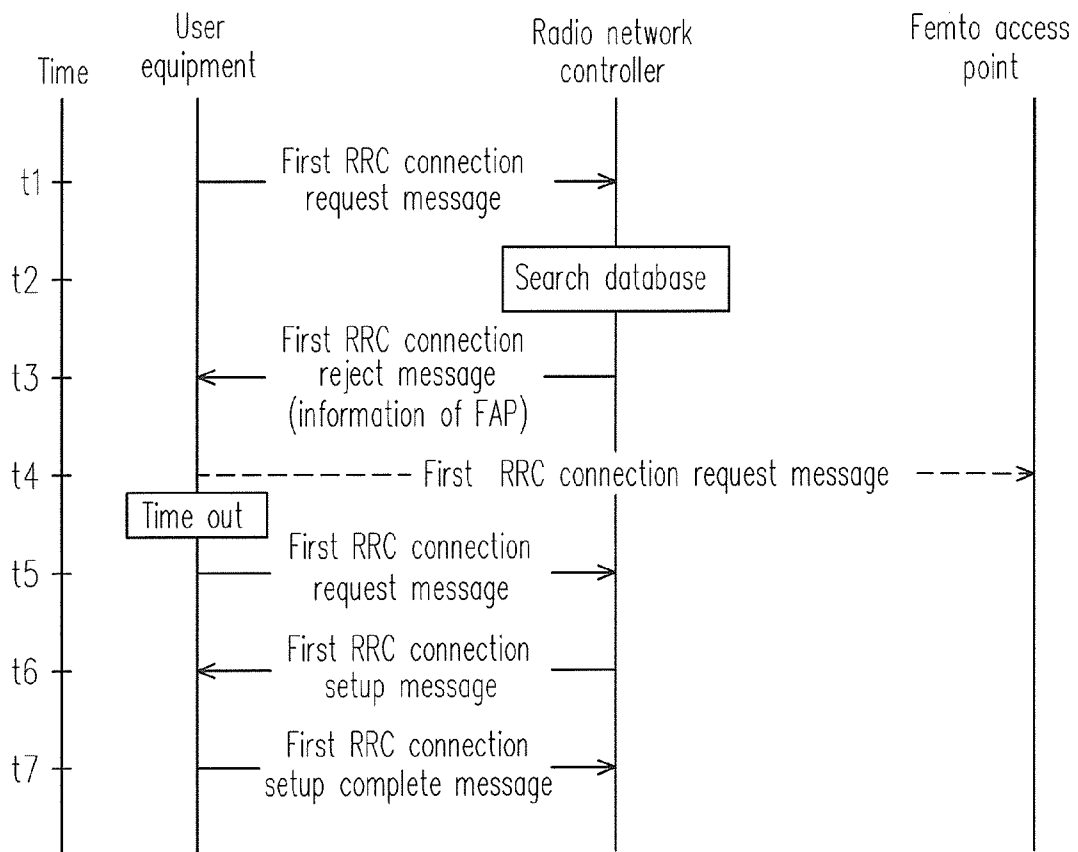 Time
User
equipment
Radio network
controller
Femto access
point
t1
First RRC connection
request message
t2
Search database
t3
First RRC connection
reject message
(information of FAP)
t4
First RRC connection request message
Time out
t5
First RRC connection
request message
t6
First RRC connection
setup message
t7
First RRC connection
setup complete message